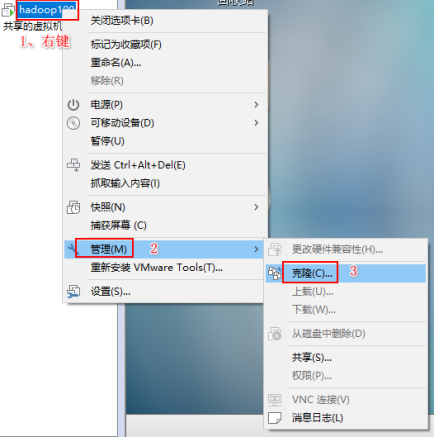 hadoop100
共享的虚拟机
1、右键
关闭选项卡(B)
标记为收藏项(F)
重命名(A)...
移除(R)
电源(P)
可移动设备(D)
暂停(U)
发送 Ctrl+Alt+Del(E)
抓取输入内容(I)
快照(N)
捕获屏幕 (C)
管理(M) 2
重新安装 VMware Tools(T)...
设置(S)...
更改硬件兼容性(H)...
克隆(C)... 3
上载(U)...
下载(W)...
从磁盘中删除(D)
共享(S)...
权限(P)...
VNC 连接(V)
消息日志(L)